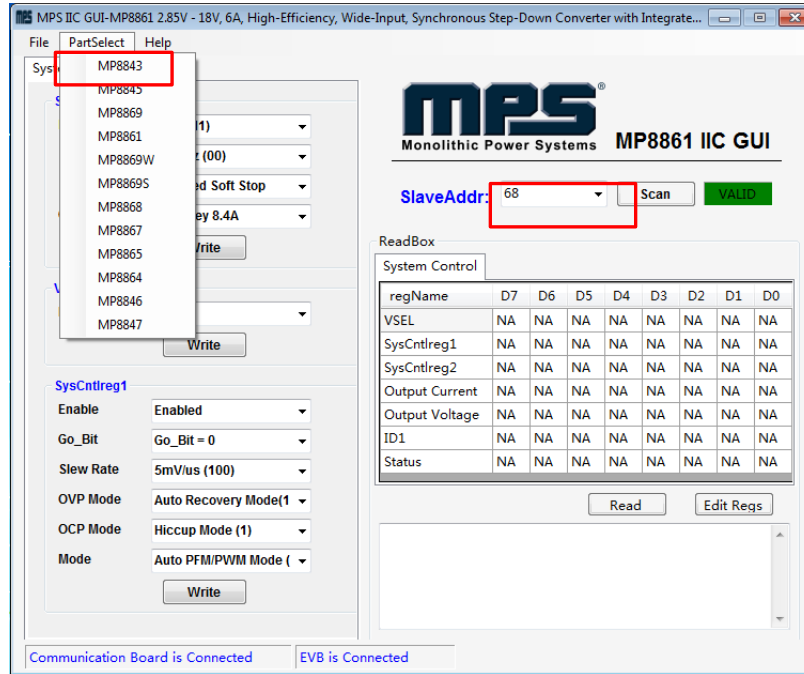 MPS IIC GUI-MP8861 2.85V - 18V, 6A, High-Efficiency, Wide-Input, Synchronous Step-Down Converter with Integrate...
File PartSelect Help
MP8843
MP8845
MP8869
MP8861
MP8869W
MP8869S
MP8868
MP8867
MP8865
MP8864
MP8846
MP8847
(00)
ed Soft Stop
ey 8.4A
Write
Write
SysCntlreg1
Enable Enabled
Go_Bit Go_Bit = 0
Slew Rate 5mV/us (100)
OVP Mode Auto Recovery Mode(1
OCP Mode Hiccup Mode (1)
Mode Auto PFM/PWM Mode (
Write
mps®
Monolithic Power Systems MP8861 IIC GUI
SlaveAddr: 68 Scan VALID
ReadBox
System Control
regName D7 D6 D5 D4 D3 D2 D1 D0
VSEL NA NA NA NA NA NA NA NA
SysCntlreg1 NA NA NA NA NA NA NA NA
SysCntlreg2 NA NA NA NA NA NA NA NA
Output Current NA NA NA NA NA NA NA NA
Output Voltage NA NA NA NA NA NA NA NA
ID1 NA NA NA NA NA NA NA NA
Status NA NA NA NA NA NA NA NA
Read Edit Regs
Communication Board is Connected EVB is Connected